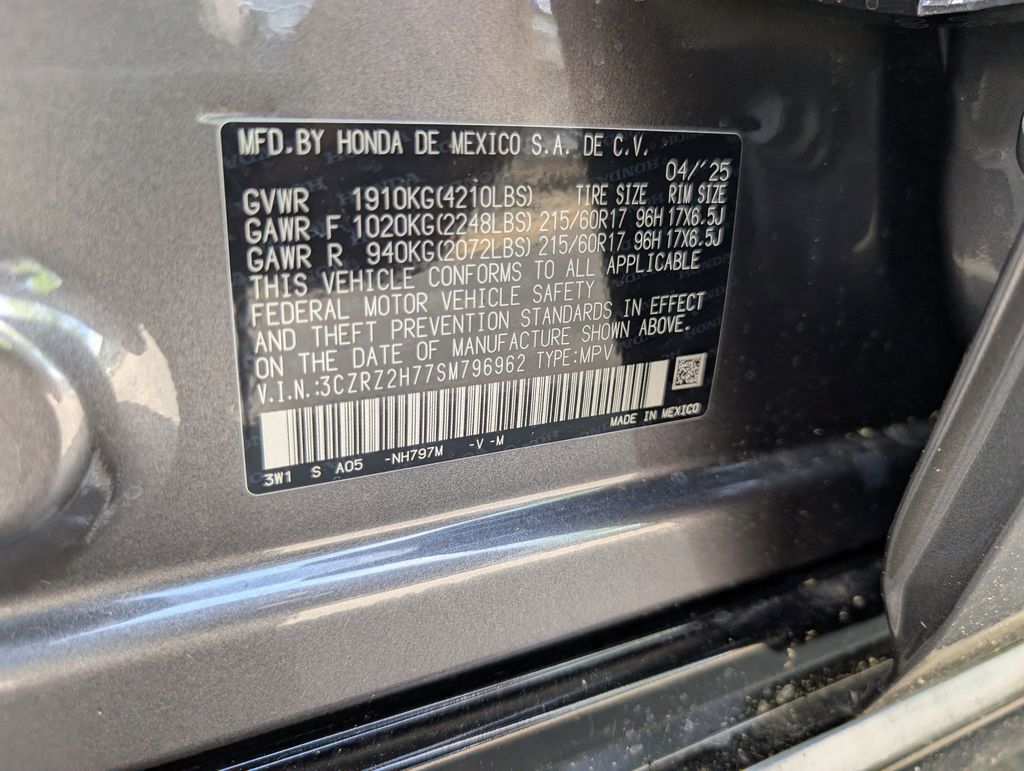 MFD.BY HONDA DE MEXICO S.A. DE C.V.
04/'25
GVWR 1910KG(4210LBS) TIRE SIZE RIM SIZE
GAWR F 1020KG(2248LBS) 215/60R17 96H 17X6.5J
GAWR R 940KG(2072LBS) 215/60R17 96H 17X6.5J
THIS VEHICLE CONFORMS TO ALL APPLICABLE
FEDERAL MOTOR VEHICLE SAFETY
AND THEFT PREVENTION STANDARDS IN EFFECT
ON THE DATE OF MANUFACTURE SHOWN ABOVE.
V.I.N.:3CZRZ2H77SM796962 TYPE:MPV
MADE IN MEXICO
3W1 S A05 -NH797M -V -M